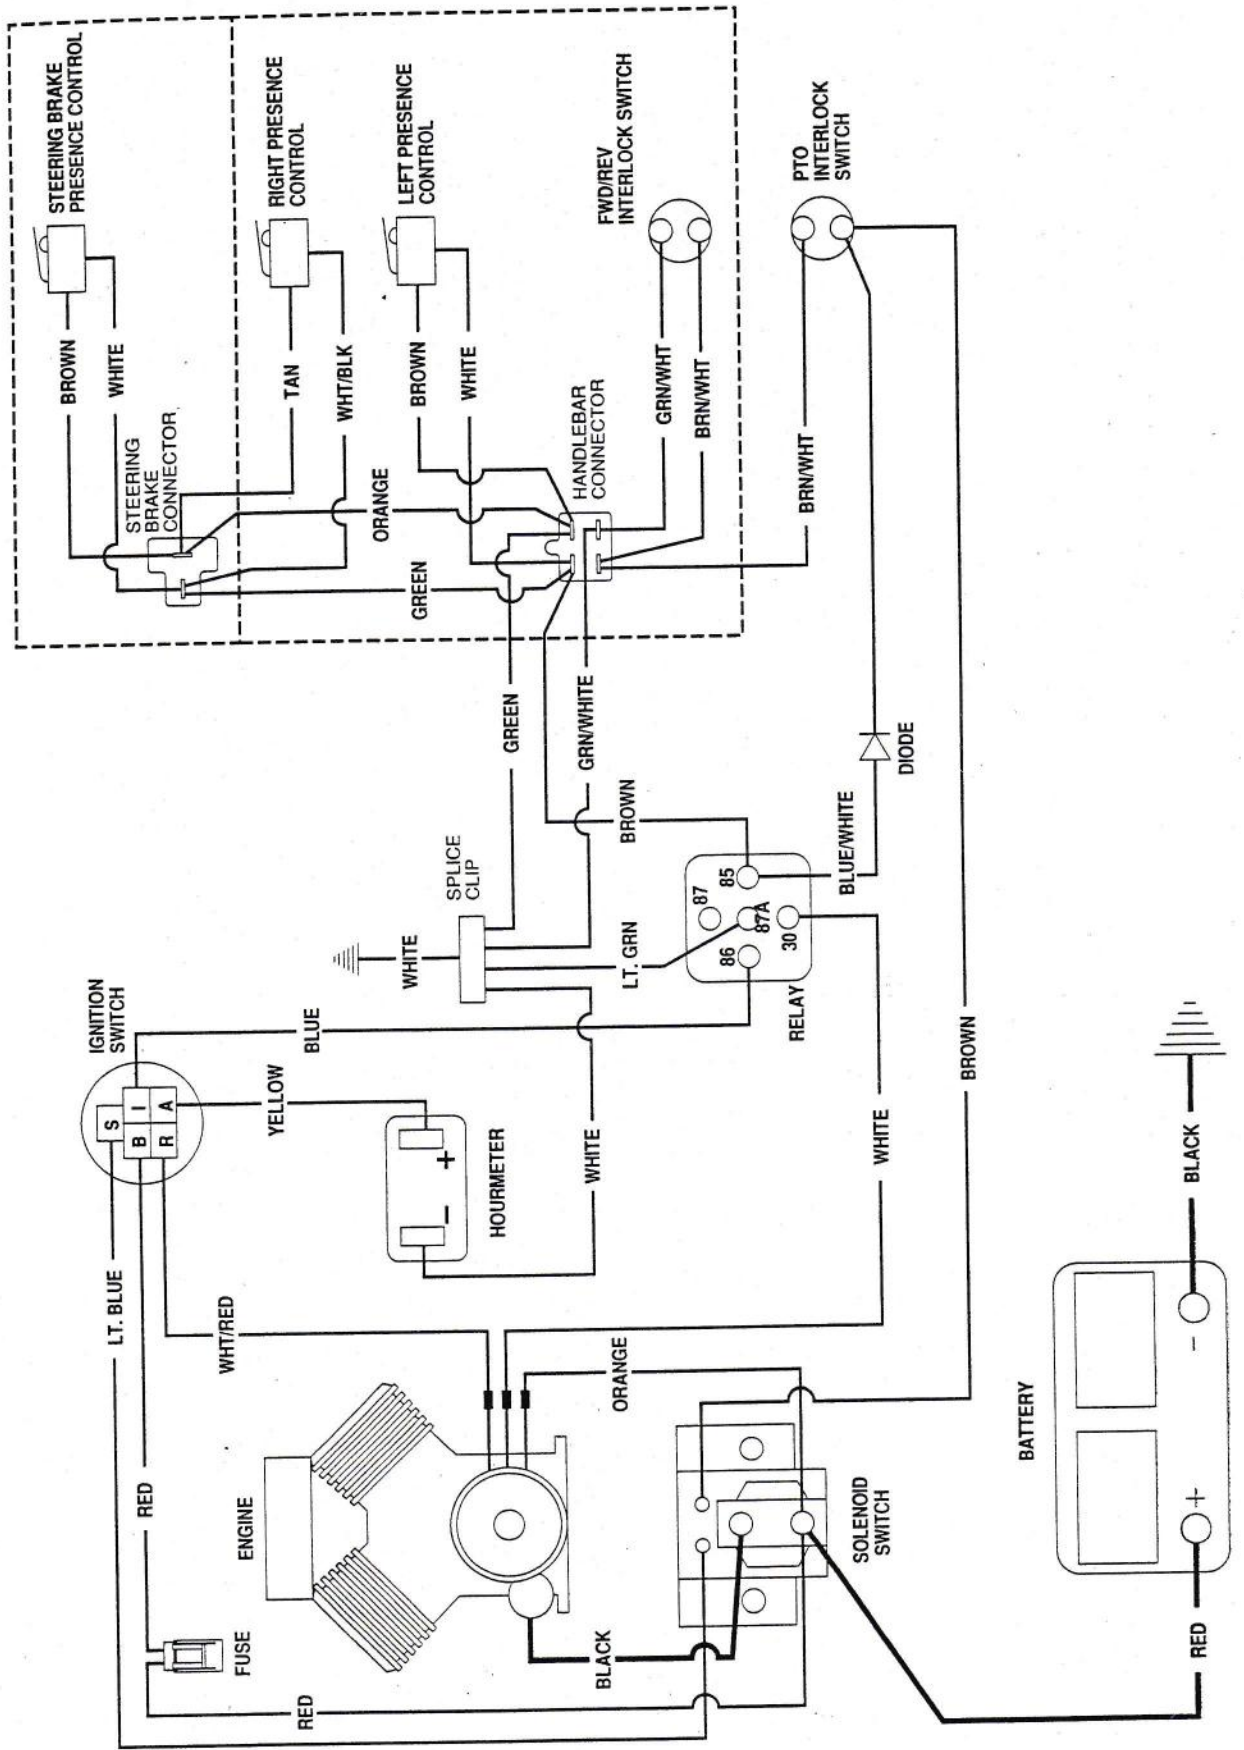 STEERING BRAKE
PRESENCE CONTROL
BROWN
WHITE
STEERING
BRAKE
CONNECTOR
IGNITION
SWITCH
S
B
I
R
A
LT. BLUE
RED
WHT/RED
FUSE
RED
ENGINE
YELLOW
BLUE
RIGHT PRESENCE
CONTROL
TAN
WHT/BLK
ORANGE
GREEN
LEFT PRESENCE
CONTROL
BROWN
WHITE
WHITE
SPLICE
CLIP
-
+
HOURMETER
WHITE
GREEN
GRN/WHITE
HANDLEBAR
CONNECTOR
FWD/REV
INTERLOCK SWITCH
GRN/WHT
BRN/WHT
BLACK
ORANGE
LT. GRN
BROWN
87
86
85
87A
30
RELAY
PTO
INTERLOCK
SWITCH
BRN/WHT
BLUE/WHITE
DIODE
WHITE
SOLENOID
SWITCH
BROWN
BATTERY
RED
+
-
BLACK